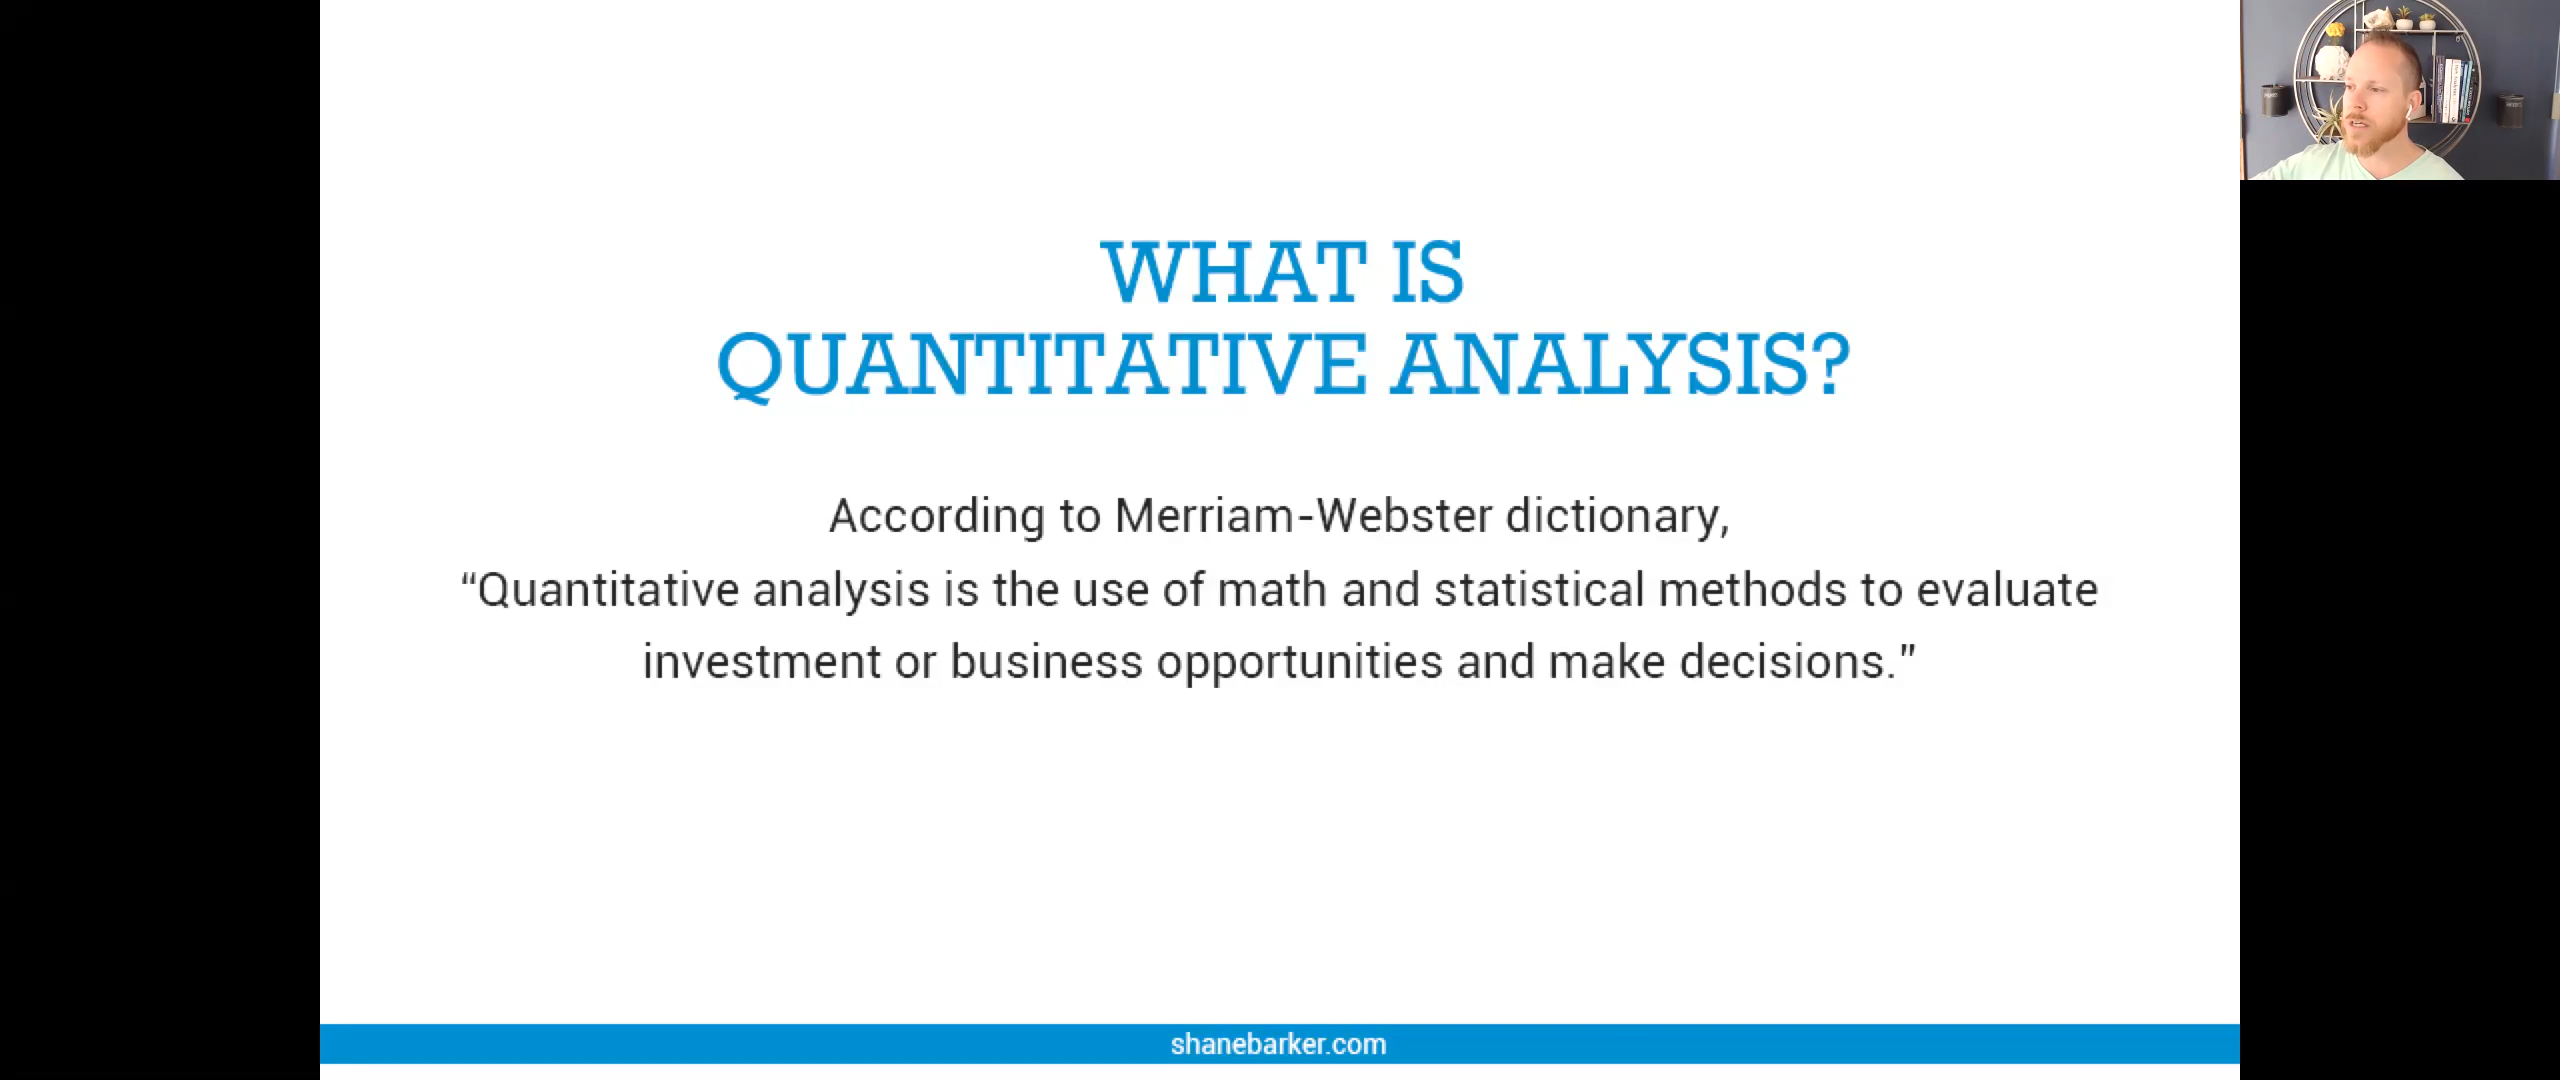 WHAT IS
QUANTITATIVE ANALYSIS?
According to Merriam-Webster dictionary,
“Quantitative analysis is the use of math and statistical methods to evaluate
investment or business opportunities and make decisions.”
shanebarker.com